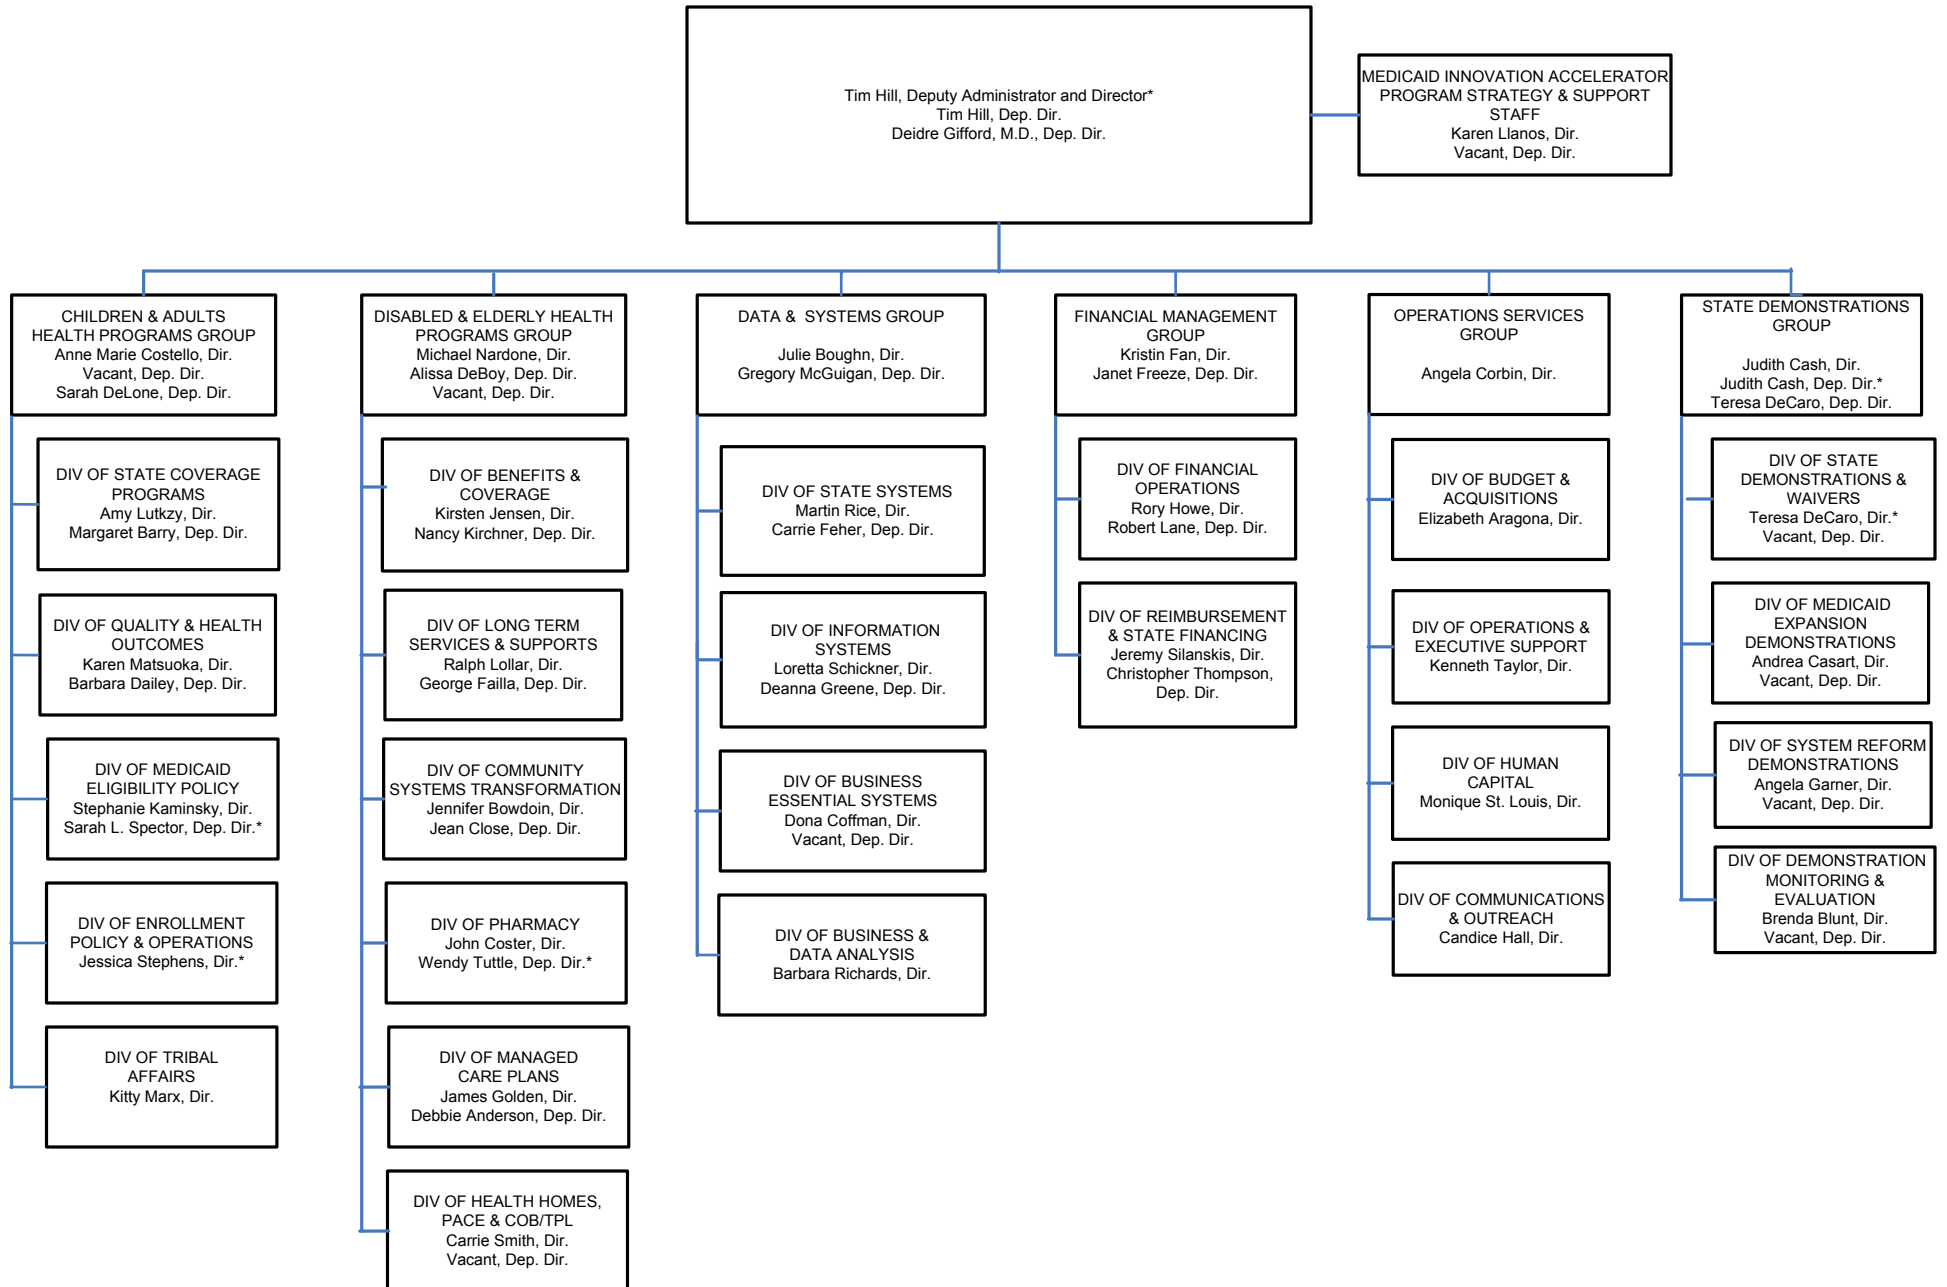 Tim Hill, Deputy Administrator and Director*
Tim Hill, Dep. Dir.
Deidre Gifford, M.D., Dep. Dir.
MEDICAID INNOVATION ACCELERATOR
PROGRAM STRATEGY & SUPPORT
STAFF
Karen Llanos, Dir.
Vacant, Dep. Dir.
CHILDREN & ADULTS
HEALTH PROGRAMS GROUP
Anne Marie Costello, Dir.
Vacant, Dep. Dir.
Sarah DeLone, Dep. Dir.
DIV OF STATE COVERAGE
PROGRAMS
Amy Lutkzy, Dir.
Margaret Barry, Dep. Dir.
DIV OF QUALITY & HEALTH
OUTCOMES
Karen Matsuoka, Dir.
Barbara Dailey, Dep. Dir.
DIV OF MEDICAID
ELIGIBILITY POLICY
Stephanie Kaminsky, Dir.
Sarah L. Spector, Dep. Dir.*
DIV OF ENROLLMENT
POLICY & OPERATIONS
Jessica Stephens, Dir.*
DIV OF TRIBAL
AFFAIRS
Kitty Marx, Dir.
DISABLED & ELDERLY HEALTH
PROGRAMS GROUP
Michael Nardone, Dir.
Alissa DeBoy, Dep. Dir.
Vacant, Dep. Dir.
DIV OF BENEFITS &
COVERAGE
Kirsten Jensen, Dir.
Nancy Kirchner, Dep. Dir.
DIV OF LONG TERM
SERVICES & SUPPORTS
Ralph Lollar, Dir.
George Failla, Dep. Dir.
DIV OF COMMUNITY
SYSTEMS TRANSFORMATION
Jennifer Bowdoin, Dir.
Jean Close, Dep. Dir.
DIV OF PHARMACY
John Coster, Dir.
Wendy Tuttle, Dep. Dir.*
DIV OF MANAGED
CARE PLANS
James Golden, Dir.
Debbie Anderson, Dep. Dir.
DIV OF HEALTH HOMES,
PACE & COB/TPL
Carrie Smith, Dir.
Vacant, Dep. Dir.
DATA & SYSTEMS GROUP
Julie Boughn, Dir.
Gregory McGuigan, Dep. Dir.
DIV OF STATE SYSTEMS
Martin Rice, Dir.
Carrie Feher, Dep. Dir.
DIV OF INFORMATION
SYSTEMS
Loretta Schickner, Dir.
Deanna Greene, Dep. Dir.
DIV OF BUSINESS
ESSENTIAL SYSTEMS
Dona Coffman, Dir.
Vacant, Dep. Dir.
DIV OF BUSINESS &
DATA ANALYSIS
Barbara Richards, Dir.
FINANCIAL MANAGEMENT
GROUP
Kristin Fan, Dir.
Janet Freeze, Dep. Dir.
DIV OF FINANCIAL
OPERATIONS
Rory Howe, Dir.
Robert Lane, Dep. Dir.
DIV OF REIMBURSEMENT
& STATE FINANCING
Jeremy Silanskis, Dir.
Christopher Thompson,
Dep. Dir.
OPERATIONS SERVICES
GROUP
Angela Corbin, Dir.
DIV OF BUDGET &
ACQUISITIONS
Elizabeth Aragona, Dir.
DIV OF OPERATIONS &
EXECUTIVE SUPPORT
Kenneth Taylor, Dir.
DIV OF HUMAN
CAPITAL
Monique St. Louis, Dir.
DIV OF COMMUNICATIONS
& OUTREACH
Candice Hall, Dir.
STATE DEMONSTRATIONS
GROUP
Judith Cash, Dir.
Judith Cash, Dep. Dir.*
Teresa DeCaro, Dep. Dir.
DIV OF STATE
DEMONSTRATIONS &
WAIVERS
Teresa DeCaro, Dir.*
Vacant, Dep. Dir.
DIV OF MEDICAID
EXPANSION
DEMONSTRATIONS
Andrea Casart, Dir.
Vacant, Dep. Dir.
DIV OF SYSTEM REFORM
DEMONSTRATIONS
Angela Garner, Dir.
Vacant, Dep. Dir.
DIV OF DEMONSTRATION
MONITORING &
EVALUATION
Brenda Blunt, Dir.
Vacant, Dep. Dir.